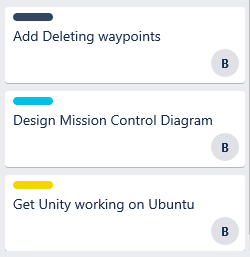 Add Deleting waypoints
B
Design Mission Control Diagram
B
Get Unity working on Ubuntu
B